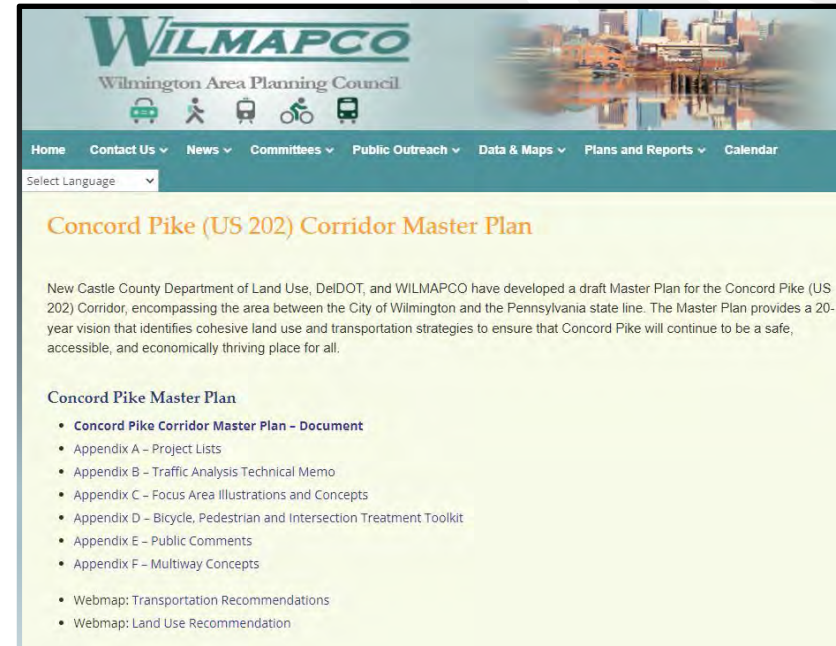 WILMAPCO
Wilmington Area Planning Council
Home Contact Us News Committees Public Outreach Data & Maps Plans and Reports Calendar
Select Language
Concord Pike (US 202) Corridor Master Plan
New Castle County Department of Land Use, DelDOT, and WILMAPCO have developed a draft Master Plan for the Concord Pike (US
202) Corridor, encompassing the area between the City of Wilmington and the Pennsylvania state line. The Master Plan provides a 20-
year vision that identifies cohesive land use and transportation strategies to ensure that Concord Pike will continue to be a safe,
accessible, and economically thriving place for all.
Concord Pike Master Plan
• Concord Pike Corridor Master Plan – Document
• Appendix A – Project Lists
• Appendix B – Traffic Analysis Technical Memo
• Appendix C – Focus Area Illustrations and Concepts
• Appendix D – Bicycle, Pedestrian and Intersection Treatment Toolkit
• Appendix E – Public Comments
• Appendix F – Multiway Concepts
• Webmap: Transportation Recommendations
• Webmap: Land Use Recommendation